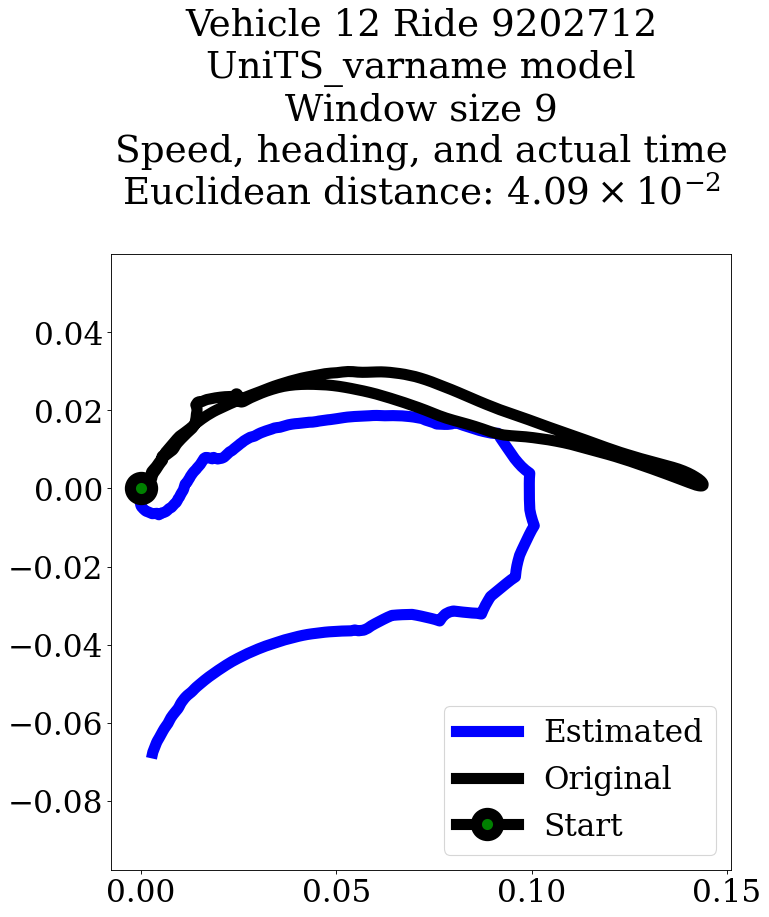 Vehicle 12 Ride 9202712
UniTS_varname model
Window size 9
Speed, heading, and actual time
Euclidean distance: 4.09 × 10⁻²
0.04
0.02
0.00
−0.02
−0.04
−0.06
−0.08
Estimated
Original
Start
0.00 0.05 0.10 0.15